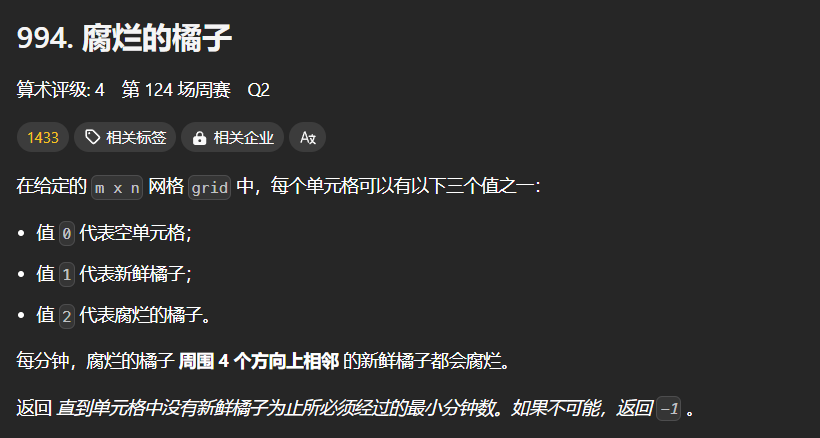 994. 腐烂的橘子
算术评级: 4 第 124 场周赛 Q2
1433 相关标签 相关企业 Aあ
在给定的 m x n 网格 grid 中，每个单元格可以有以下三个值之一：
• 值 0 代表空单元格；
• 值 1 代表新鲜橘子；
• 值 2 代表腐烂的橘子。
每分钟，腐烂的橘子 周围 4 个方向上相邻 的新鲜橘子都会腐烂。
返回 直到单元格中没有新鲜橘子为止所必须经过的最小分钟数。如果不可能，返回 -1 。